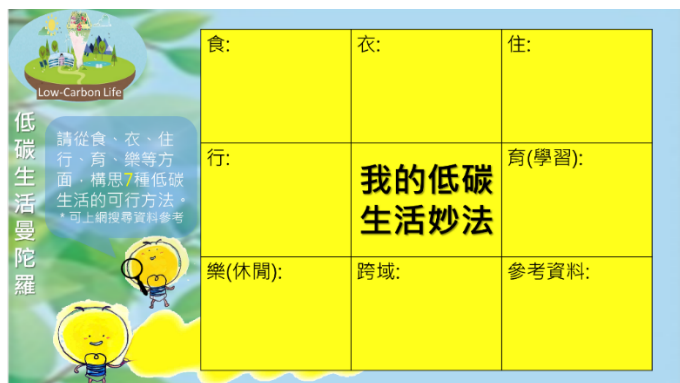 Low-Carbon Life
低碳生活曼陀羅
請從食、衣、住
行、育、樂等方
面，構思7種低碳
生活的可行方法。
*可上網搜尋資料參考
食:
衣:
住:
行:
我的低碳
生活妙法
育(學習):
樂(休閒):
跨域:
參考資料: